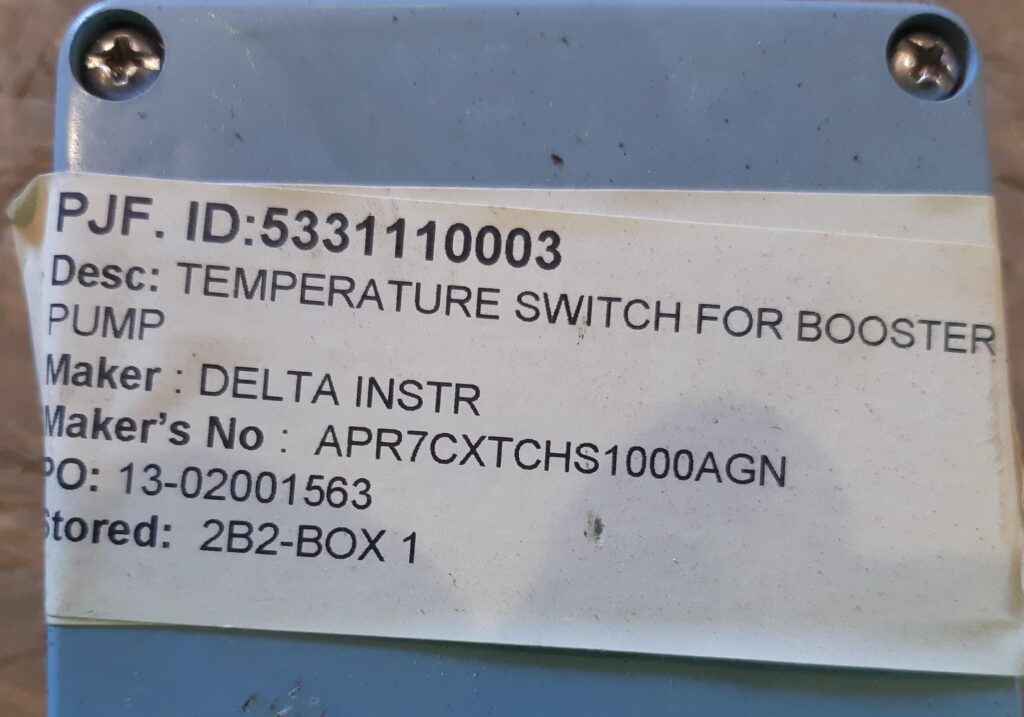 PJF. ID:5331110003
Desc: TEMPERATURE SWITCH FOR BOOSTER
PUMP
Maker : DELTA INSTR
Maker's No : APR7CXTCHS1000AGN
PO: 13-02001563
Stored: 2B2-BOX 1